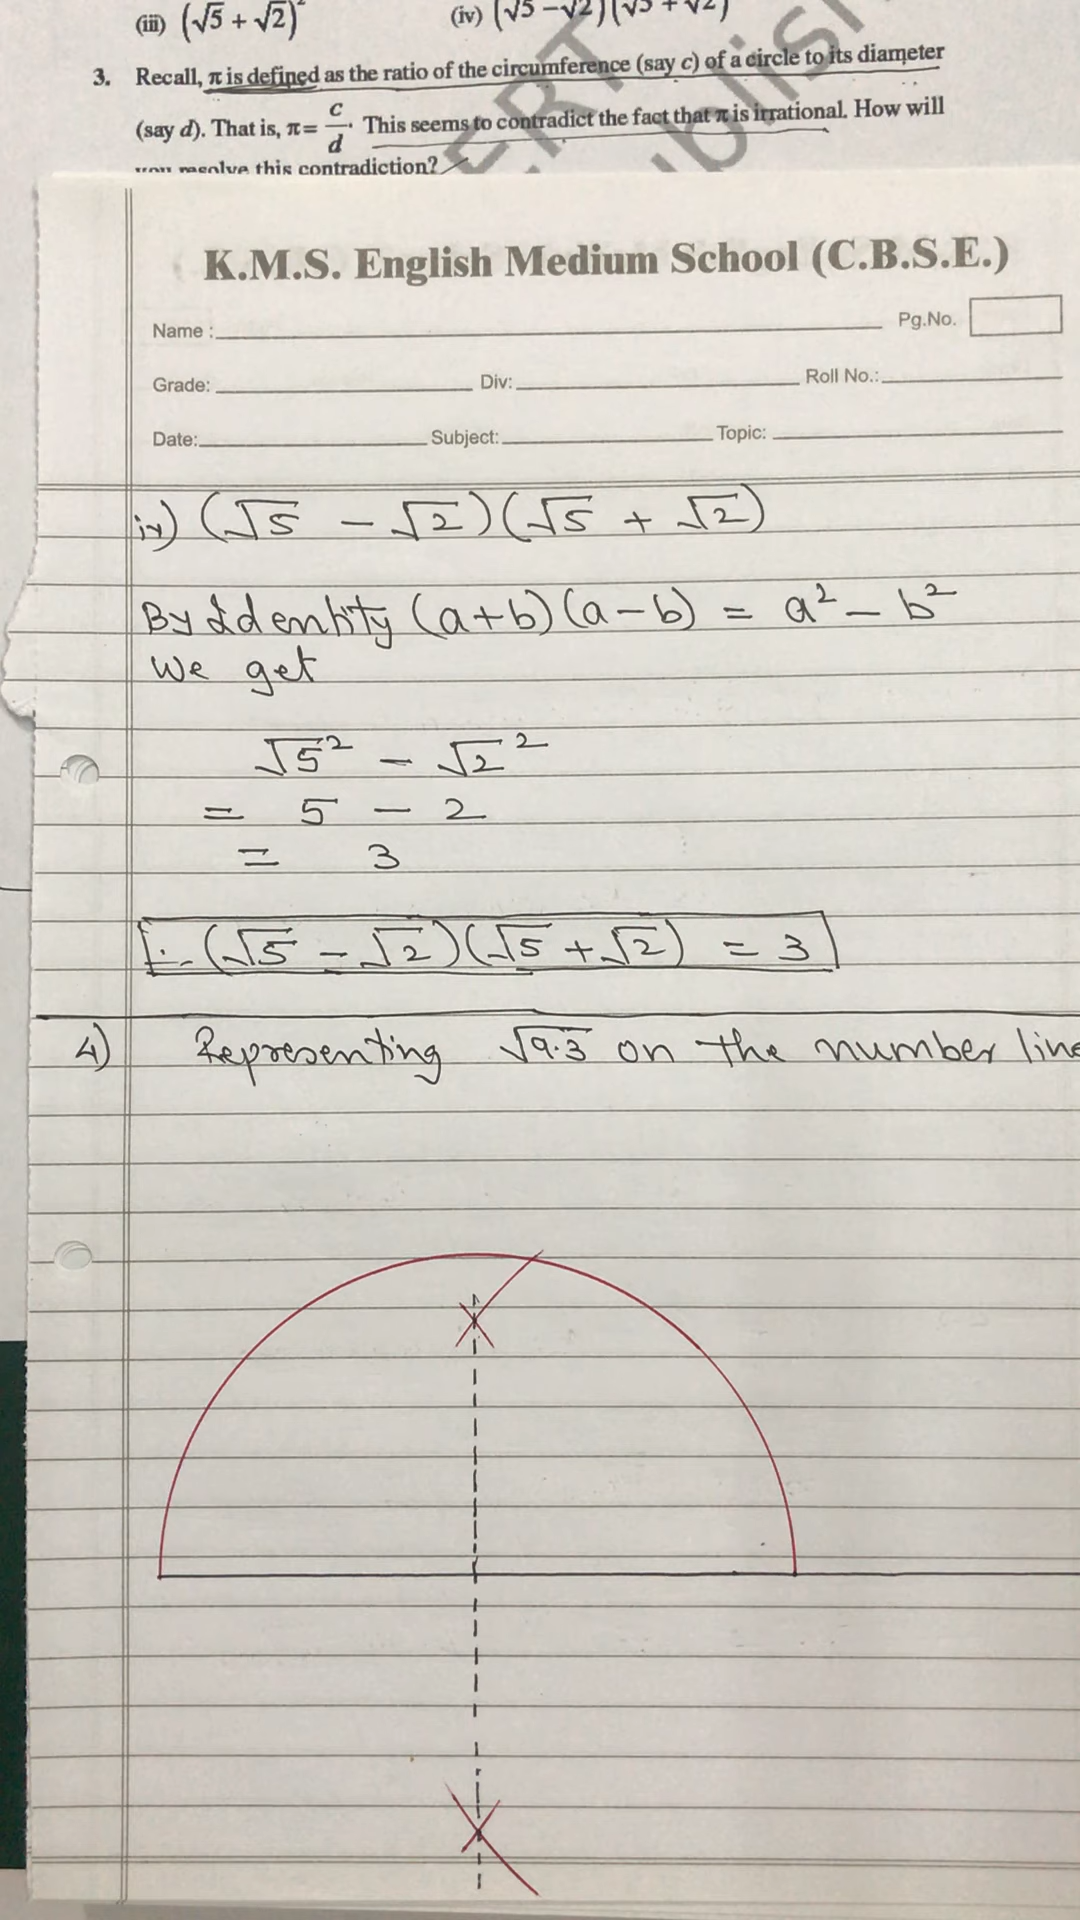 (iii) (√5 + √2)²
(iv) (√5 − √2)(√5 + √2)
3. Recall, π is defined as the ratio of the circumference (say c) of a circle to its diameter
(say d). That is, π = c/d. This seems to contradict the fact that π is irrational. How will
you resolve this contradiction?
K.M.S. English Medium School (C.B.S.E.)
Name : Pg.No.
Grade: Div: Roll No.:
Date: Subject: Topic:
iv) (√5 − √2)(√5 + √2)
By Identity (a+b)(a−b) = a² − b²
We get
√5² − √2²
= 5 − 2
= 3
∴ (√5 − √2)(√5 + √2) = 3
4) Representing √9.3 on the number line